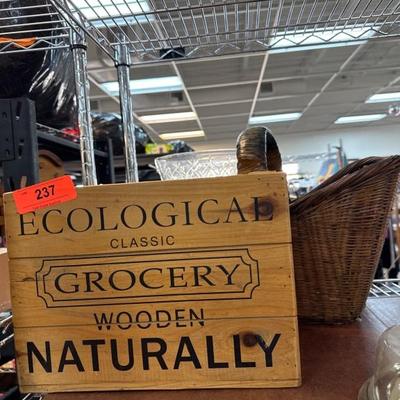 237
ECOLOGICAL
CLASSIC
GROCERY
WOODEN
NATURALLY